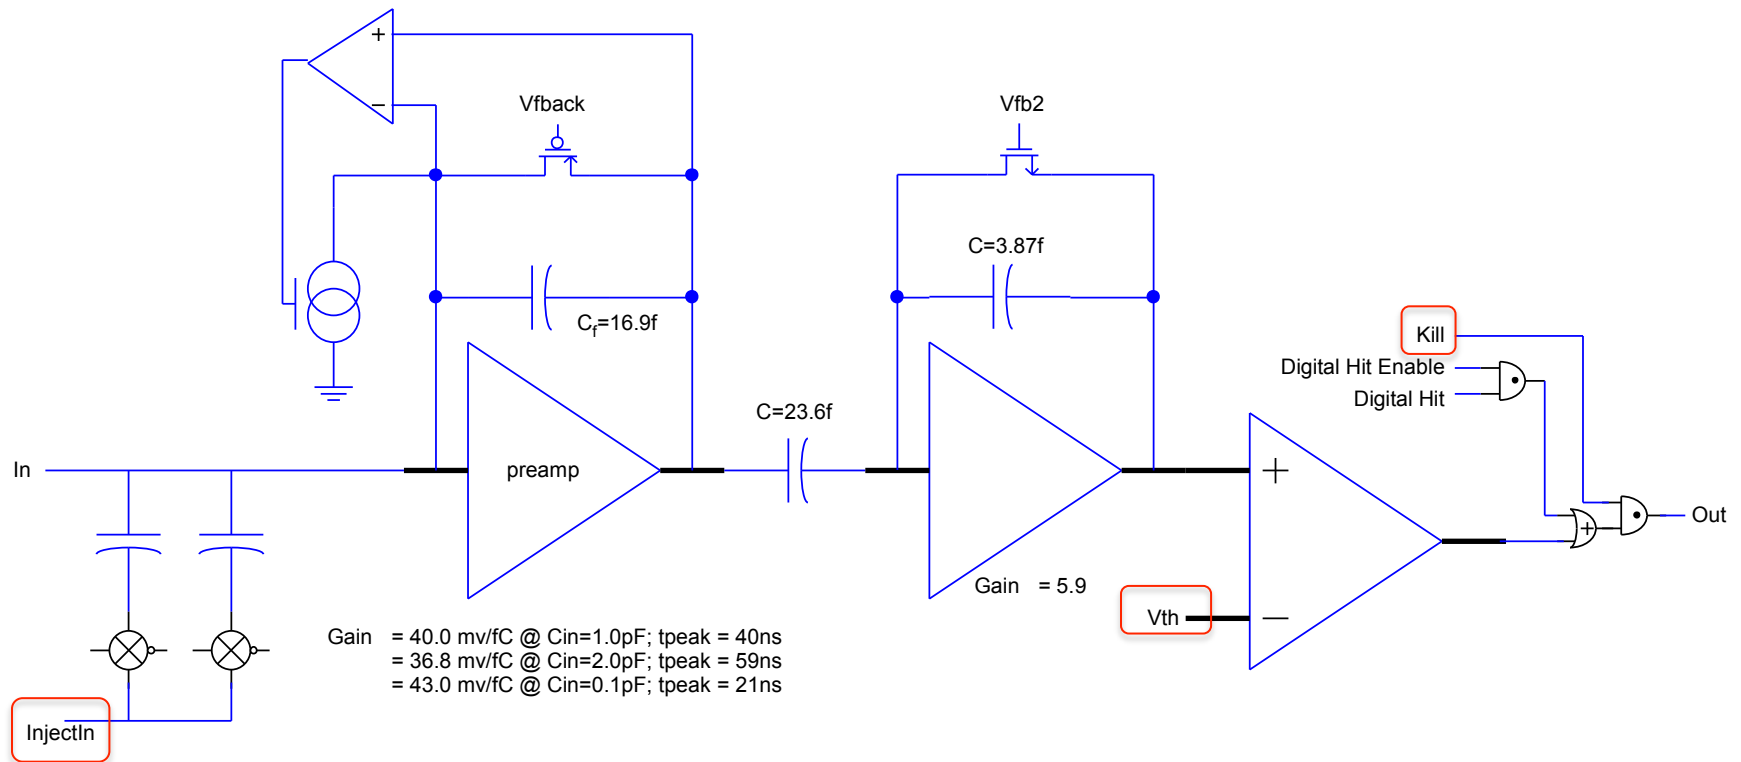 +
−
Vfback
Vfb2
C=3.87f
Cf=16.9f
Kill
Digital Hit Enable
Digital Hit
C=23.6f
In
preamp
+
+
Out
Gain = 5.9
Vth
−
Gain = 40.0 mv/fC @ Cin=1.0pF; tpeak = 40ns
= 36.8 mv/fC @ Cin=2.0pF; tpeak = 59ns
= 43.0 mv/fC @ Cin=0.1pF; tpeak = 21ns
InjectIn